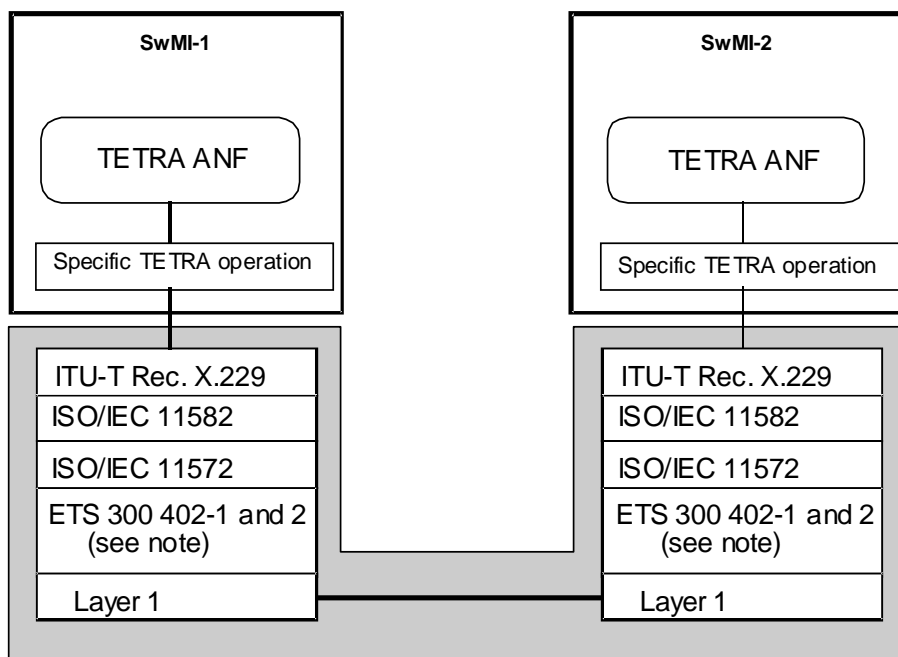 SwMI-1
TETRA ANF
Specific TETRA operation
ITU-T Rec. X.229
ISO/IEC 11582
ISO/IEC 11572
ETS 300 402-1 and 2
(see note)
Layer 1
SwMI-2
TETRA ANF
Specific TETRA operation
ITU-T Rec. X.229
ISO/IEC 11582
ISO/IEC 11572
ETS 300 402-1 and 2
(see note)
Layer 1